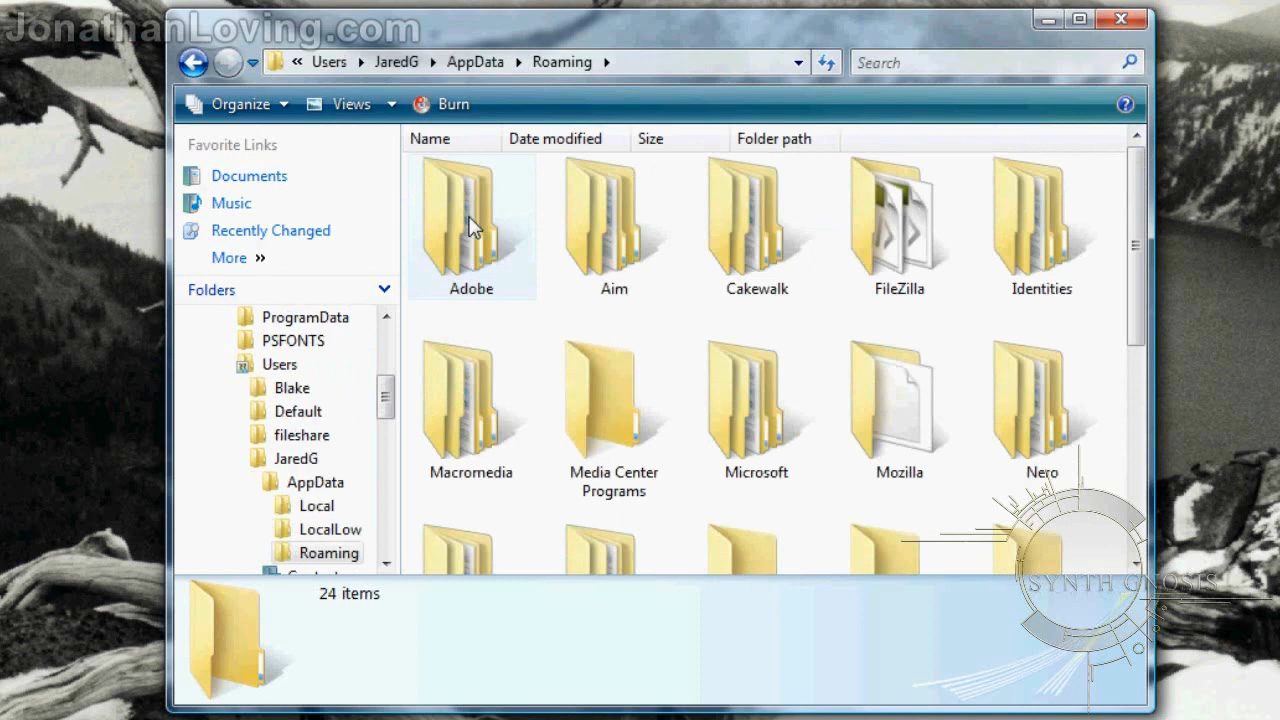 JonathanLoving.com
« Users JaredG AppData Roaming
Search
Organize Views Burn
Favorite Links
Documents
Music
Recently Changed
More »
Folders
ProgramData
PSFONTS
Users
Blake
Default
fileshare
JaredG
AppData
Local
LocalLow
Roaming
Name Date modified Size Folder path
Adobe Aim Cakewalk FileZilla Identities
Macromedia Media Center Programs Microsoft Mozilla Nero
24 items
SYNTH GNOSIS